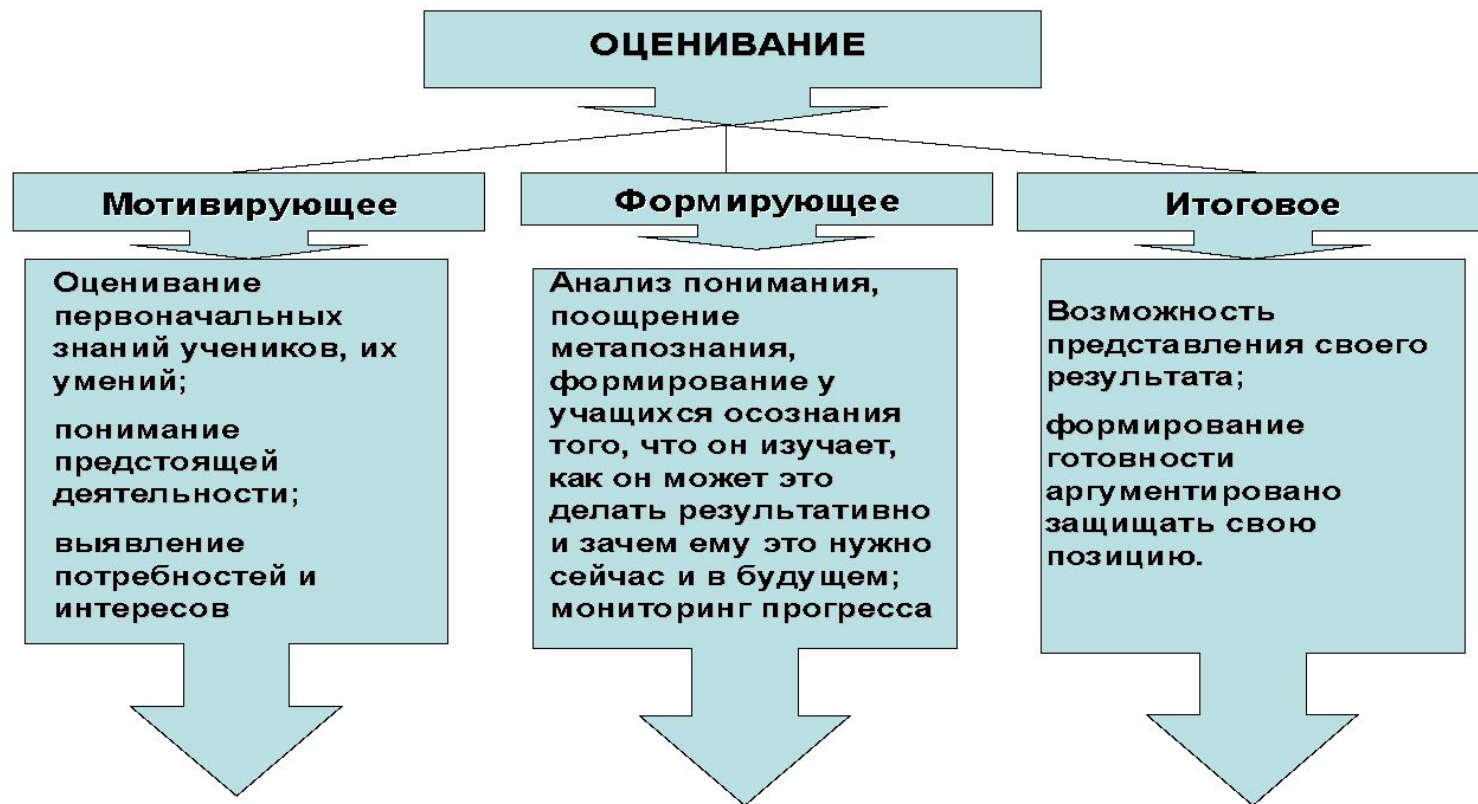 ОЦЕНИВАНИЕ
Мотивирующее
Оценивание
первоначальных
знаний учеников, их
умений;
понимание
предстоящей
деятельности;
выявление
потребностей и
интересов
Формирующее
Анализ понимания,
поощрение
метапознания,
формирование у
учащихся осознания
того, что он изучает,
как он может это
делать результативно
и зачем ему это нужно
сейчас и в будущем;
мониторинг прогресса
Итоговое
Возможность
представления своего
результата;
формирование
готовности
аргументировано
защищать свою
позицию.